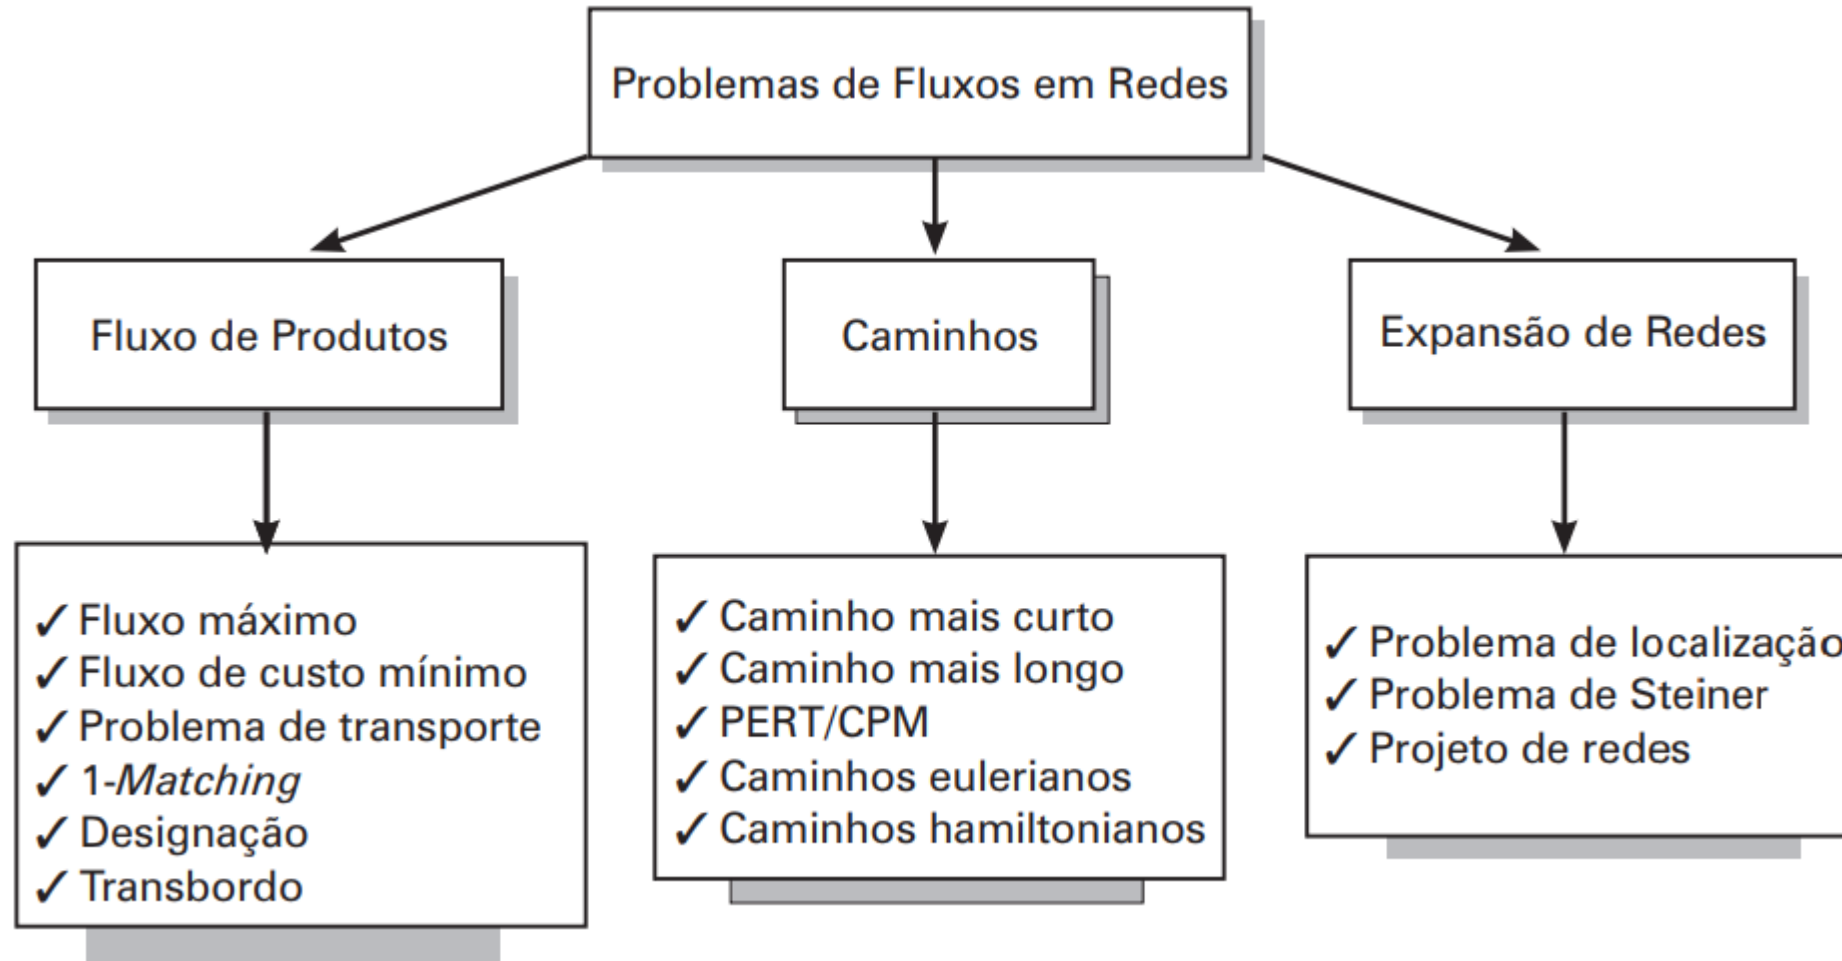 Problemas de Fluxos em Redes
Fluxo de Produtos
Caminhos
Expansão de Redes
✓ Fluxo máximo
✓ Fluxo de custo mínimo
✓ Problema de transporte
✓ 1-Matching
✓ Designação
✓ Transbordo
✓ Caminho mais curto
✓ Caminho mais longo
✓ PERT/CPM
✓ Caminhos eulerianos
✓ Caminhos hamiltonianos
✓ Problema de localização
✓ Problema de Steiner
✓ Projeto de redes